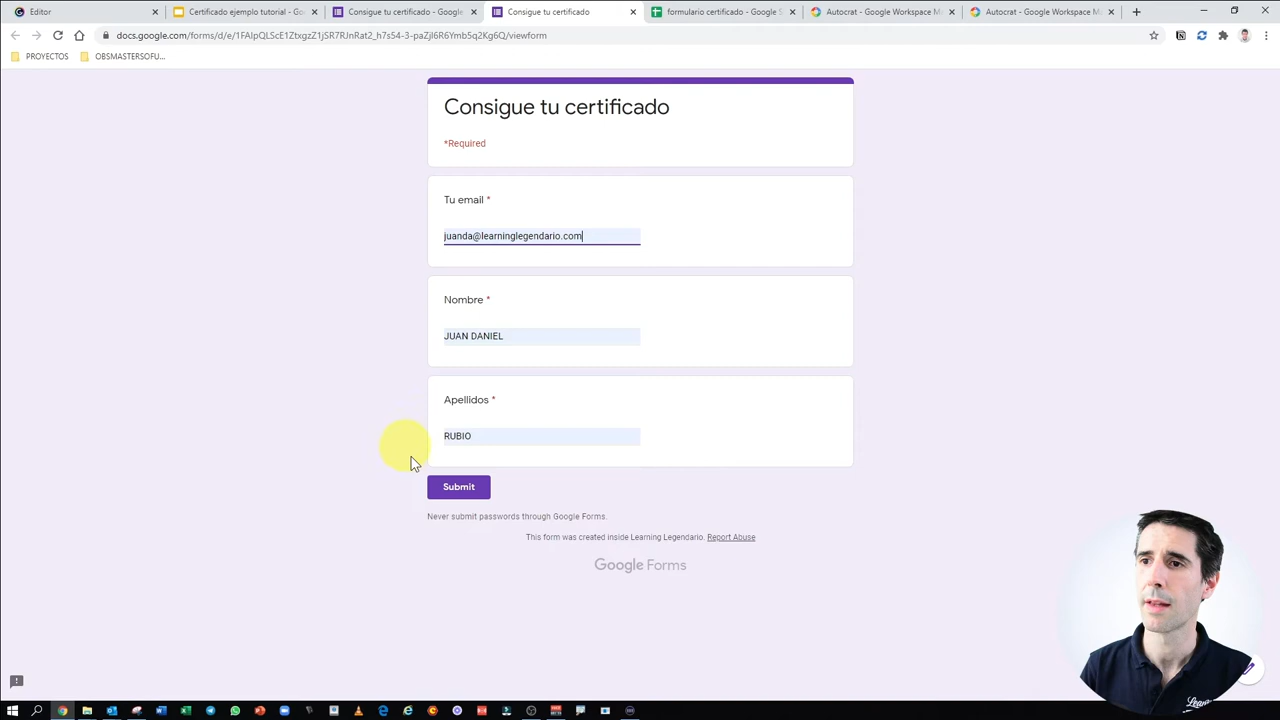 Editor
Certificado ejemplo tutorial - Go
Consigue tu certificado - Google
Consigue tu certificado
formulario certificado - Google S
Autocrat - Google Workspace M
Autocrat - Google Workspace M
docs.google.com/forms/d/e/1FAIpQLScE1ZtxgzZ1jSR7RJnRat2_h7s54-3-paZjl6R6Ymb5q2Kg6Q/viewform
PROYECTOS
OBSMASTERSOFU...
Consigue tu certificado
*Required
Tu email *
juanda@learninglegendario.com
Nombre *
JUAN DANIEL
Apellidos *
RUBIO
Submit
Never submit passwords through Google Forms.
This form was created inside Learning Legendario. Report Abuse
Google Forms